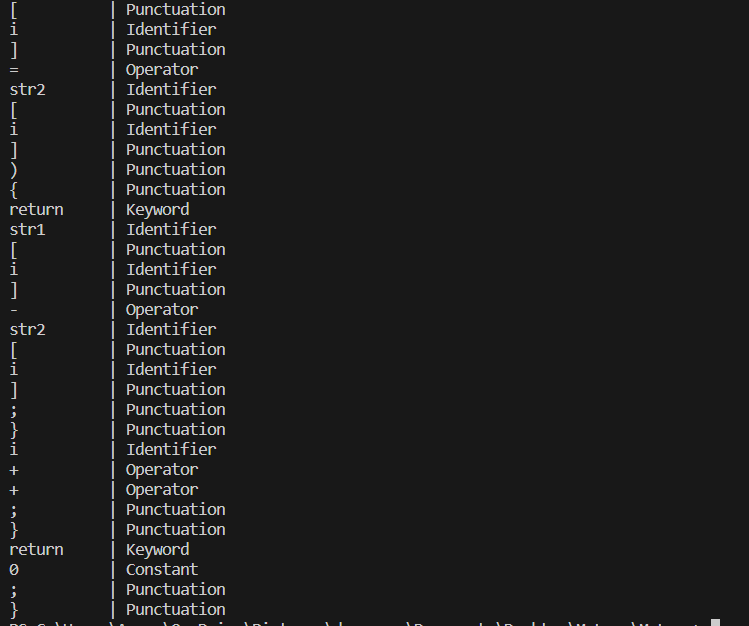 [ | Punctuation
i | Identifier
] | Punctuation
= | Operator
str2 | Identifier
[ | Punctuation
i | Identifier
] | Punctuation
) | Punctuation
{ | Punctuation
return | Keyword
str1 | Identifier
[ | Punctuation
i | Identifier
] | Punctuation
- | Operator
str2 | Identifier
[ | Punctuation
i | Identifier
] | Punctuation
; | Punctuation
} | Punctuation
i | Identifier
+ | Operator
+ | Operator
; | Punctuation
} | Punctuation
return | Keyword
0 | Constant
; | Punctuation
} | Punctuation